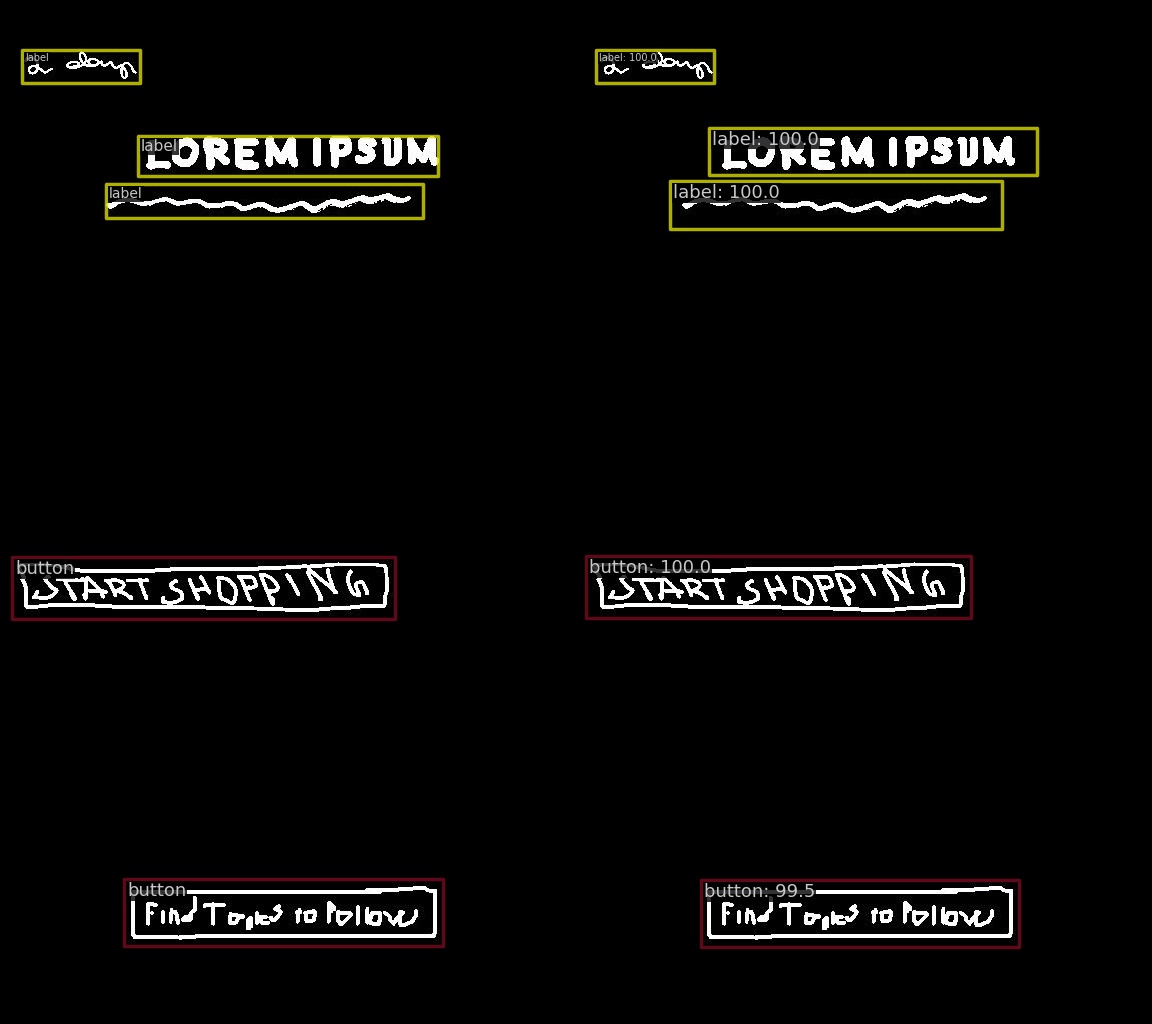 label label: 100.0
a a
label label: 100.0
LOREM IPSUM LOREM IPSUM
label label: 100.0
button button: 100.0
START SHOPPING START SHOPPING
button button: 99.5
Find Topics to Follow Find Topics to Follow